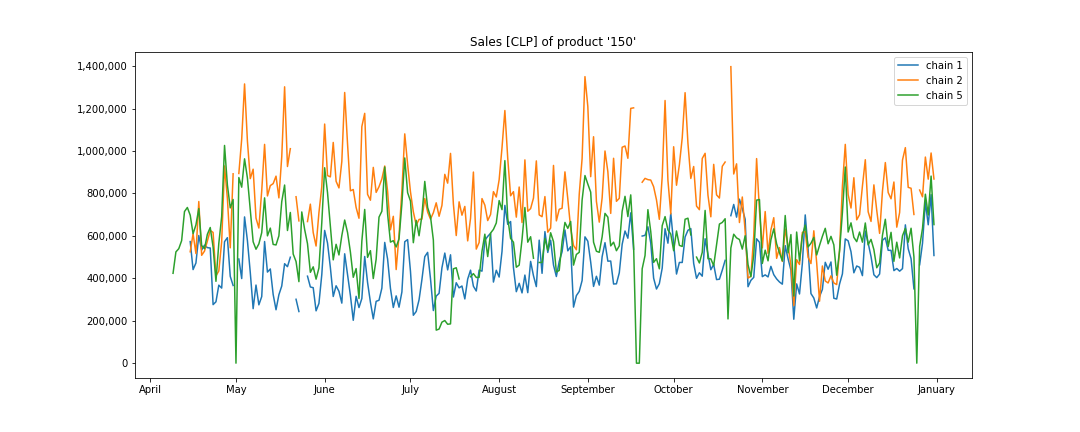 Sales [CLP] of product '150'
1,400,000
1,200,000
1,000,000
800,000
600,000
400,000
200,000
0
April May June July August September October November December January
chain 1
chain 2
chain 5